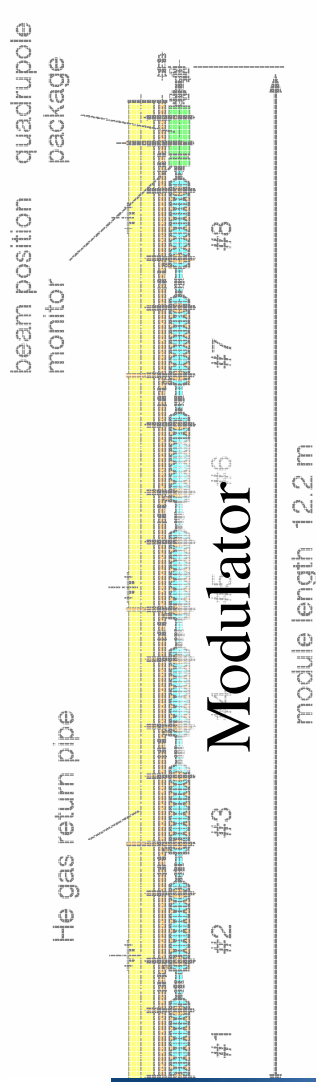 quadrupole
package
beam position
monitor
He gas return pipe
#1
#2
#3
#7
#8
Modulator
module length 12.2 m